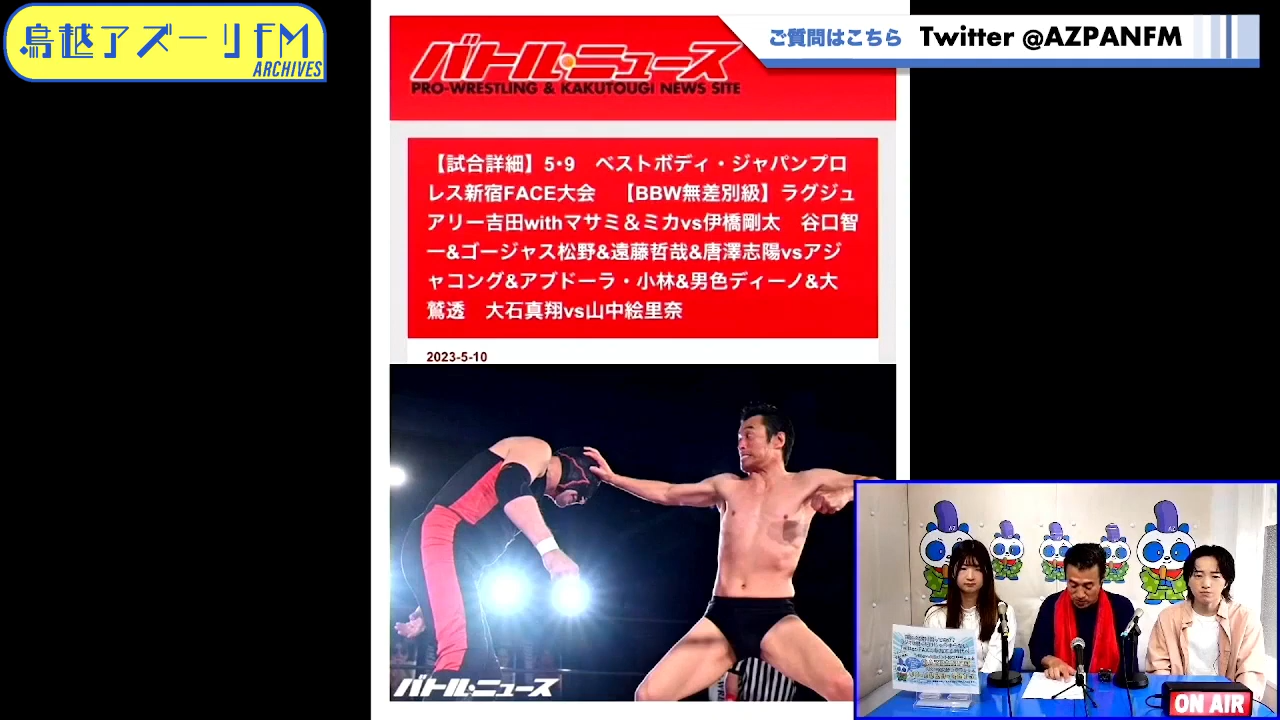 鳥越アズーリFM
ARCHIVES
ご質問はこちら Twitter @AZPANFM
バトル・ニュース
PRO-WRESTLING & KAKUTOUGI NEWS SITE
【試合詳細】5･9 ベストボディ・ジャパンプロ
レス新宿FACE大会 【BBW無差別級】ラグジュ
アリー吉田withマサミ＆ミカvs伊橋剛太 谷口智
一&ゴージャス松野&遠藤哲哉&唐澤志陽vsアジ
ャコング&アブドーラ・小林&男色ディーノ&大
鷲透 大石真翔vs山中絵里奈
2023-5-10
バトル・ニュース
ON AIR